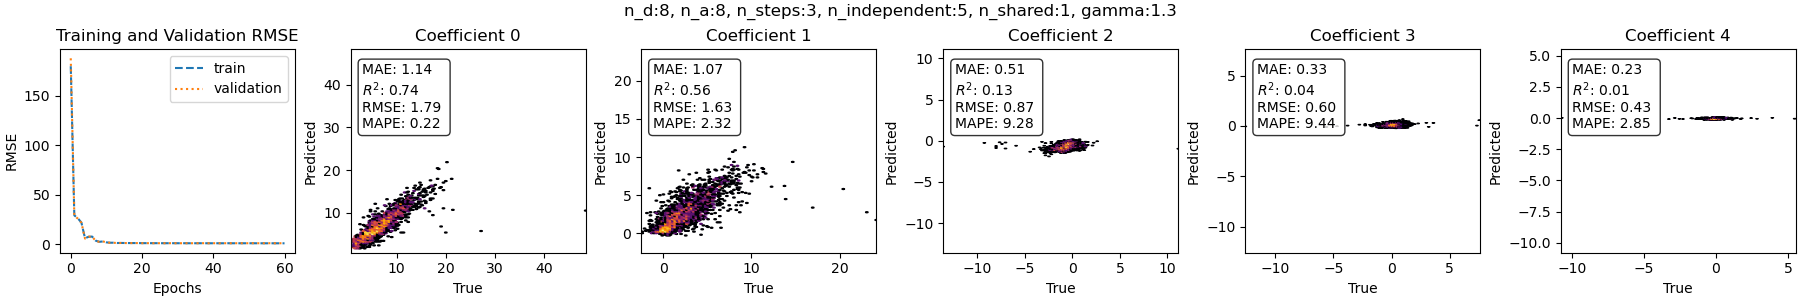 n_d:8, n_a:8, n_steps:3, n_independent:5, n_shared:1, gamma:1.3
Training and Validation RMSE
train
validation
RMSE
150
100
50
0
0
20
40
60
Epochs
Coefficient 0
MAE: 1.14
R²: 0.74
RMSE: 1.79
MAPE: 0.22
Predicted
40
30
20
10
10
20
30
40
True
Coefficient 1
MAE: 1.07
R²: 0.56
RMSE: 1.63
MAPE: 2.32
Predicted
20
15
10
5
0
0
10
20
True
Coefficient 2
MAE: 0.51
R²: 0.13
RMSE: 0.87
MAPE: 9.28
Predicted
10
5
0
−5
−10
−10
−5
0
5
10
True
Coefficient 3
MAE: 0.33
R²: 0.04
RMSE: 0.60
MAPE: 9.44
Predicted
5
0
−5
−10
−10
−5
0
5
True
Coefficient 4
MAE: 0.23
R²: 0.01
RMSE: 0.43
MAPE: 2.85
Predicted
5.0
2.5
0.0
−2.5
−5.0
−7.5
−10.0
−10
−5
0
5
True